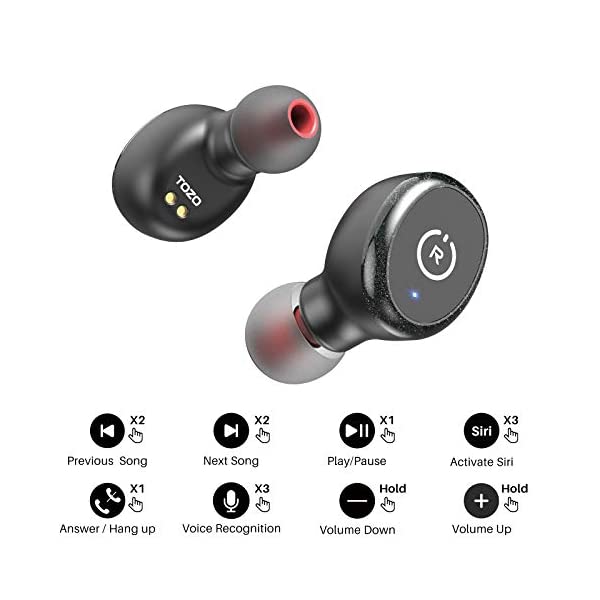 TOZO
R
X2
X2
X1
Siri
X3
Previous Song
Next Song
Play/Pause
Activate Siri
X1
X3
Hold
Hold
Answer / Hang up
Voice Recognition
Volume Down
Volume Up